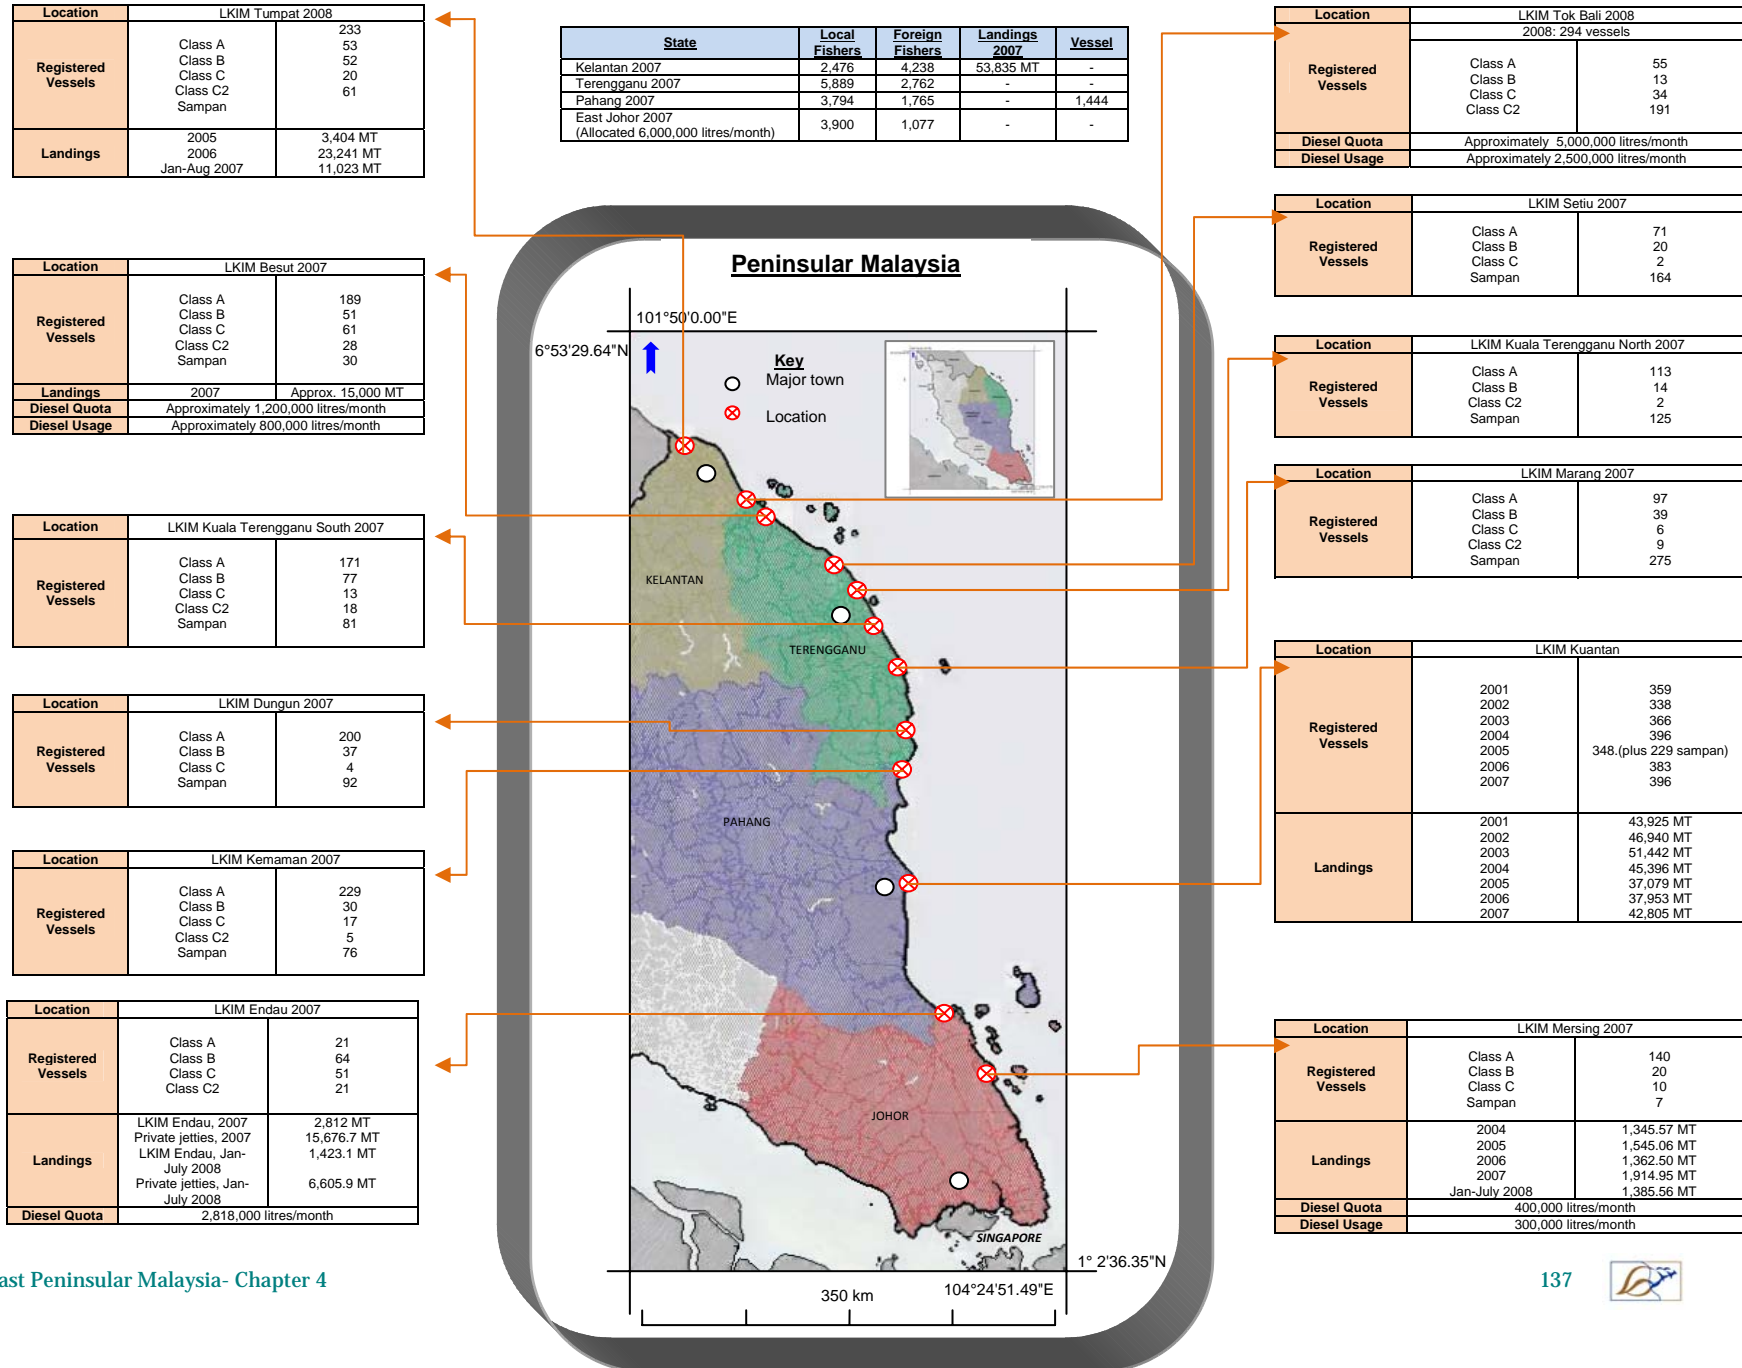 Location LKIM Tumpat 2008
Registered Vessels
233
Class A 53
Class B 52
Class C 20
Class C2 61
Sampan
Landings
2005 3,404 MT
2006 23,241 MT
Jan-Aug 2007 11,023 MT
State Local Fishers Foreign Fishers Landings 2007 Vessel
Kelantan 2007 2,476 4,238 53,835 MT -
Terengganu 2007 5,889 2,762 - -
Pahang 2007 3,794 1,765 - 1,444
East Johor 2007
(Allocated 6,000,000 litres/month) 3,900 1,077 - -
Location LKIM Tok Bali 2008
Registered Vessels
2008: 294 vessels
Class A 55
Class B 13
Class C 34
Class C2 191
Diesel Quota Approximately 5,000,000 litres/month
Diesel Usage Approximately 2,500,000 litres/month
Location LKIM Besut 2007
Registered Vessels
Class A 189
Class B 51
Class C 61
Class C2 28
Sampan 30
Landings 2007 Approx. 15,000 MT
Diesel Quota Approximately 1,200,000 litres/month
Diesel Usage Approximately 800,000 litres/month
Location LKIM Setiu 2007
Registered Vessels
Class A 71
Class B 20
Class C 2
Sampan 164
Location LKIM Kuala Terengganu North 2007
Registered Vessels
Class A 113
Class B 14
Class C2 2
Sampan 125
Location LKIM Kuala Terengganu South 2007
Registered Vessels
Class A 171
Class B 77
Class C 13
Class C2 18
Sampan 81
Location LKIM Marang 2007
Registered Vessels
Class A 97
Class B 39
Class C 6
Class C2 9
Sampan 275
Location LKIM Dungun 2007
Registered Vessels
Class A 200
Class B 37
Class C 4
Sampan 92
Location LKIM Kuantan
Registered Vessels
2001 359
2002 338
2003 366
2004 396
2005 348.(plus 229 sampan)
2006 383
2007 396
Landings
2001 43,925 MT
2002 46,940 MT
2003 51,442 MT
2004 45,396 MT
2005 37,079 MT
2006 37,953 MT
2007 42,805 MT
Location LKIM Kemaman 2007
Registered Vessels
Class A 229
Class B 30
Class C 17
Class C2 5
Sampan 76
Location LKIM Endau 2007
Registered Vessels
Class A 21
Class B 64
Class C 51
Class C2 21
Landings
LKIM Endau, 2007 2,812 MT
Private jetties, 2007 15,676.7 MT
LKIM Endau, Jan-July 2008 1,423.1 MT
Private jetties, Jan-July 2008 6,605.9 MT
Diesel Quota 2,818,000 litres/month
Location LKIM Mersing 2007
Registered Vessels
Class A 140
Class B 20
Class C 10
Sampan 7
Landings
2004 1,345.57 MT
2005 1,545.06 MT
2006 1,362.50 MT
2007 1,914.95 MT
Jan-July 2008 1,385.56 MT
Diesel Quota 400,000 litres/month
Diesel Usage 300,000 litres/month
Peninsular Malaysia
101°50'0.00"E
6°53'29.64"N
Key
Major town
Location
KELANTAN
TERENGGANU
PAHANG
JOHOR
SINGAPORE
1° 2'36.35"N
104°24'51.49"E
350 km
ast Peninsular Malaysia- Chapter 4
137